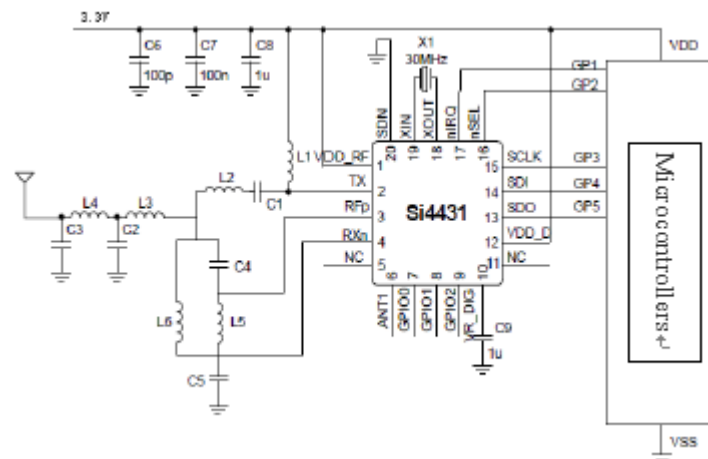 3.3V
C6
100p
C7
100n
C8
1u
X1
30MHz
VDD
GP1
GP2
SDN
XIN
XOUT
nIRQ
nSEL
20
19
18
17
16
L1
VDD_RF
1
SCLK
15
GP3
L2
C1
TX
2
SDI
14
GP4
L4
L3
RFp
3
Si4431
SDO
13
GP5
C3
C2
RXn
4
VDD_D
12
NC
5
NC
11
C4
6
7
8
9
10
ANT1
GPIO0
GPIO1
GPIO2
VR_DIG
C9
1u
L6
L5
C5
Microcontrollers↵
VSS